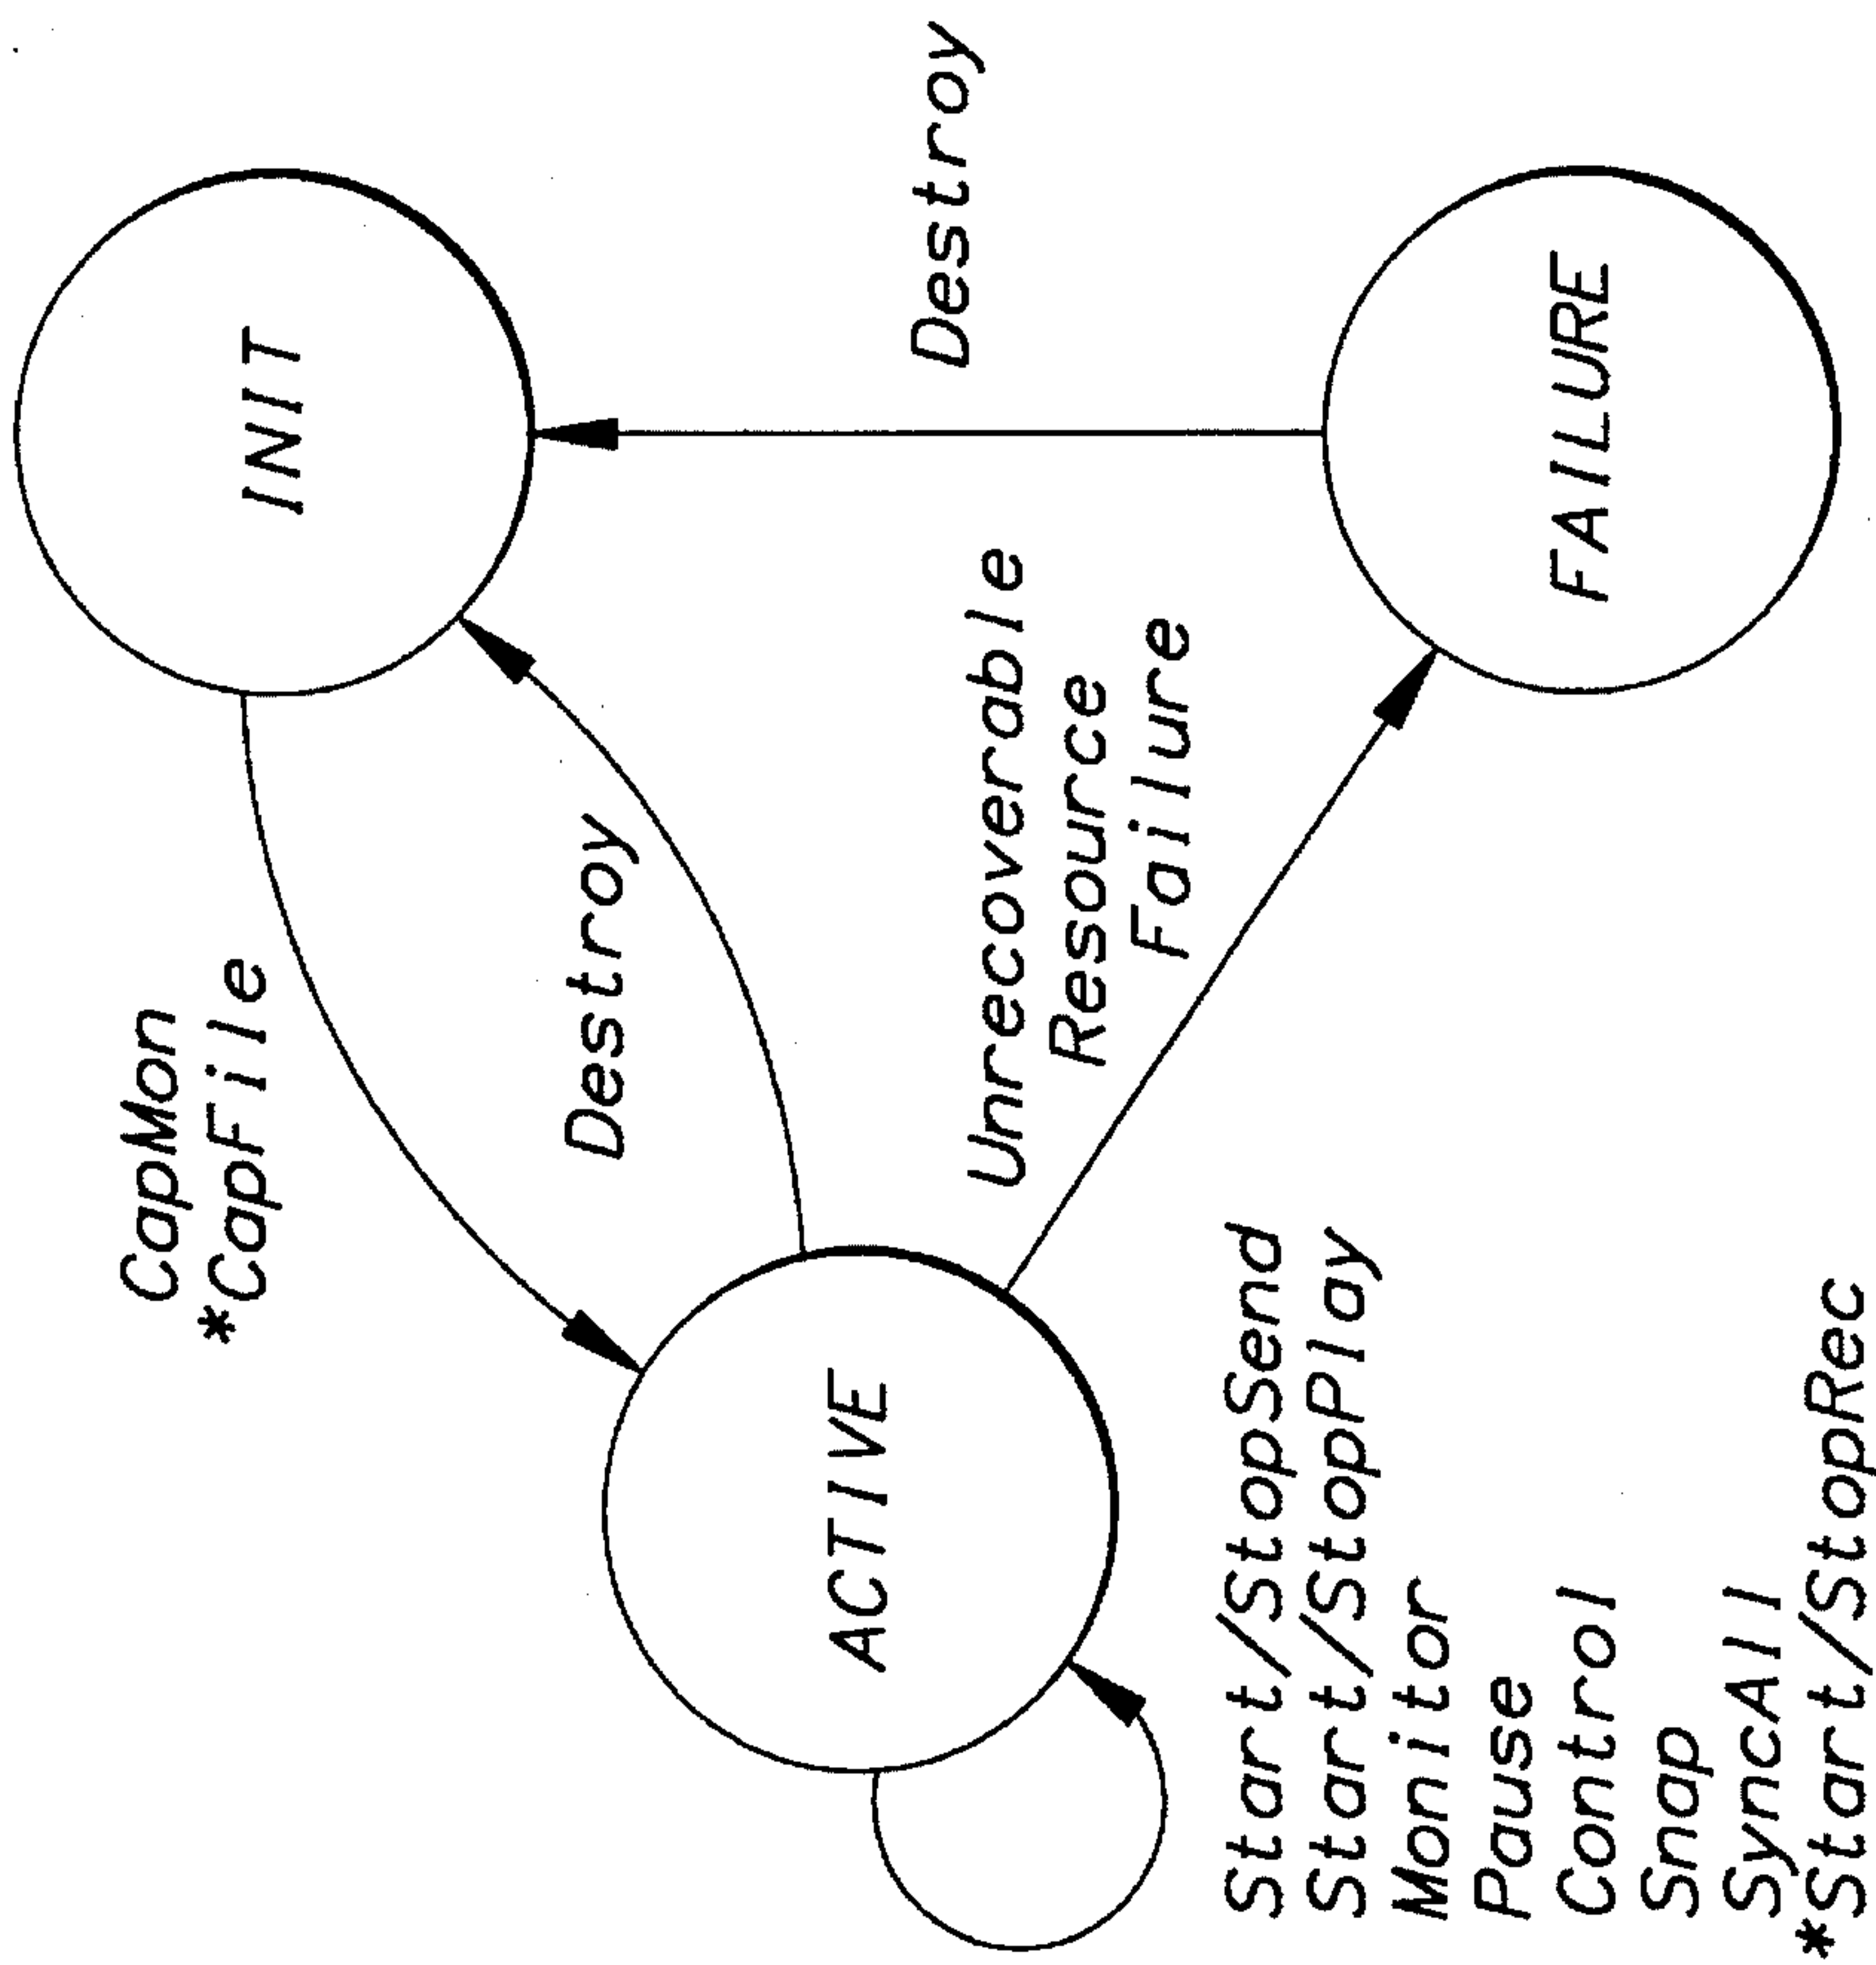 CapMon
*CapFile
INIT
Destroy
ACTIVE
Unrecoverable
Resource
Failure
Destroy
Start/StopSend
Start/StopPlay
Monitor
Pause
Control
Snap
SyncAll
*Start/StopRec
FAILURE